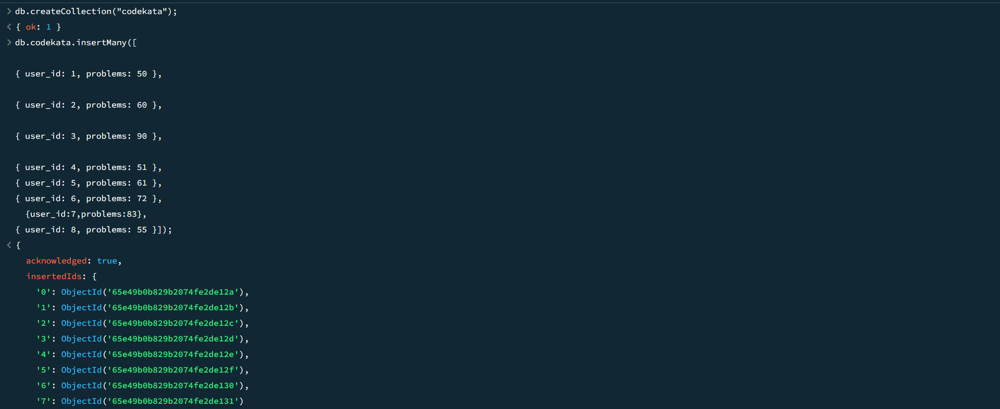 > db.createCollection("codekata");
< { ok: 1 }
> db.codekata.insertMany([
{ user_id: 1, problems: 50 },
{ user_id: 2, problems: 60 },
{ user_id: 3, problems: 90 },
{ user_id: 4, problems: 51 },
{ user_id: 5, problems: 61 },
{ user_id: 6, problems: 72 },
{user_id:7,problems:83},
{ user_id: 8, problems: 55 }]);
< {
acknowledged: true,
insertedIds: {
'0': ObjectId('65e49b0b829b2074fe2de12a'),
'1': ObjectId('65e49b0b829b2074fe2de12b'),
'2': ObjectId('65e49b0b829b2074fe2de12c'),
'3': ObjectId('65e49b0b829b2074fe2de12d'),
'4': ObjectId('65e49b0b829b2074fe2de12e'),
'5': ObjectId('65e49b0b829b2074fe2de12f'),
'6': ObjectId('65e49b0b829b2074fe2de130'),
'7': ObjectId('65e49b0b829b2074fe2de131')